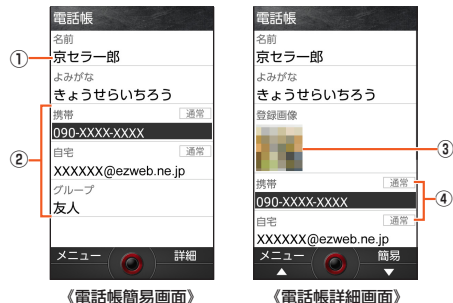 電話帳
名前
① 京セラ一郎
よみがな
きょうせらいちろう
② 携帯 通常
090-XXXX-XXXX
自宅 通常
XXXXXX@ezweb.ne.jp
グループ
友人
メニュー 詳細
《電話帳簡易画面》
電話帳
名前
京セラ一郎
よみがな
きょうせらいちろう
登録画像
③
携帯 通常
④
090-XXXX-XXXX
自宅 通常
XXXXXX@ezweb.ne.jp
メニュー 簡易
《電話帳詳細画面》